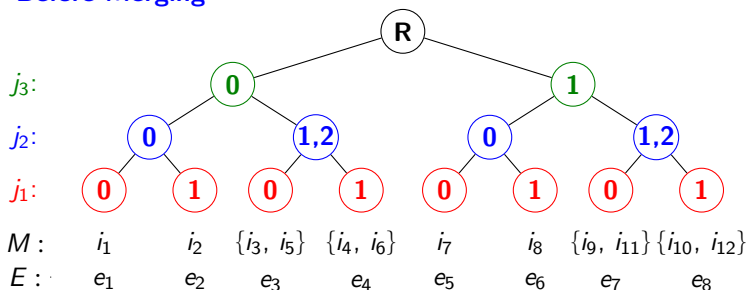 Before Merging
R
j₃: 0 1
j₂: 0 1,2 0 1,2
j₁: 0 1 0 1 0 1 0 1
M : i₁ i₂ {i₃, i₅} {i₄, i₆} i₇ i₈ {i₉, i₁₁} {i₁₀, i₁₂}
E : e₁ e₂ e₃ e₄ e₅ e₆ e₇ e₈